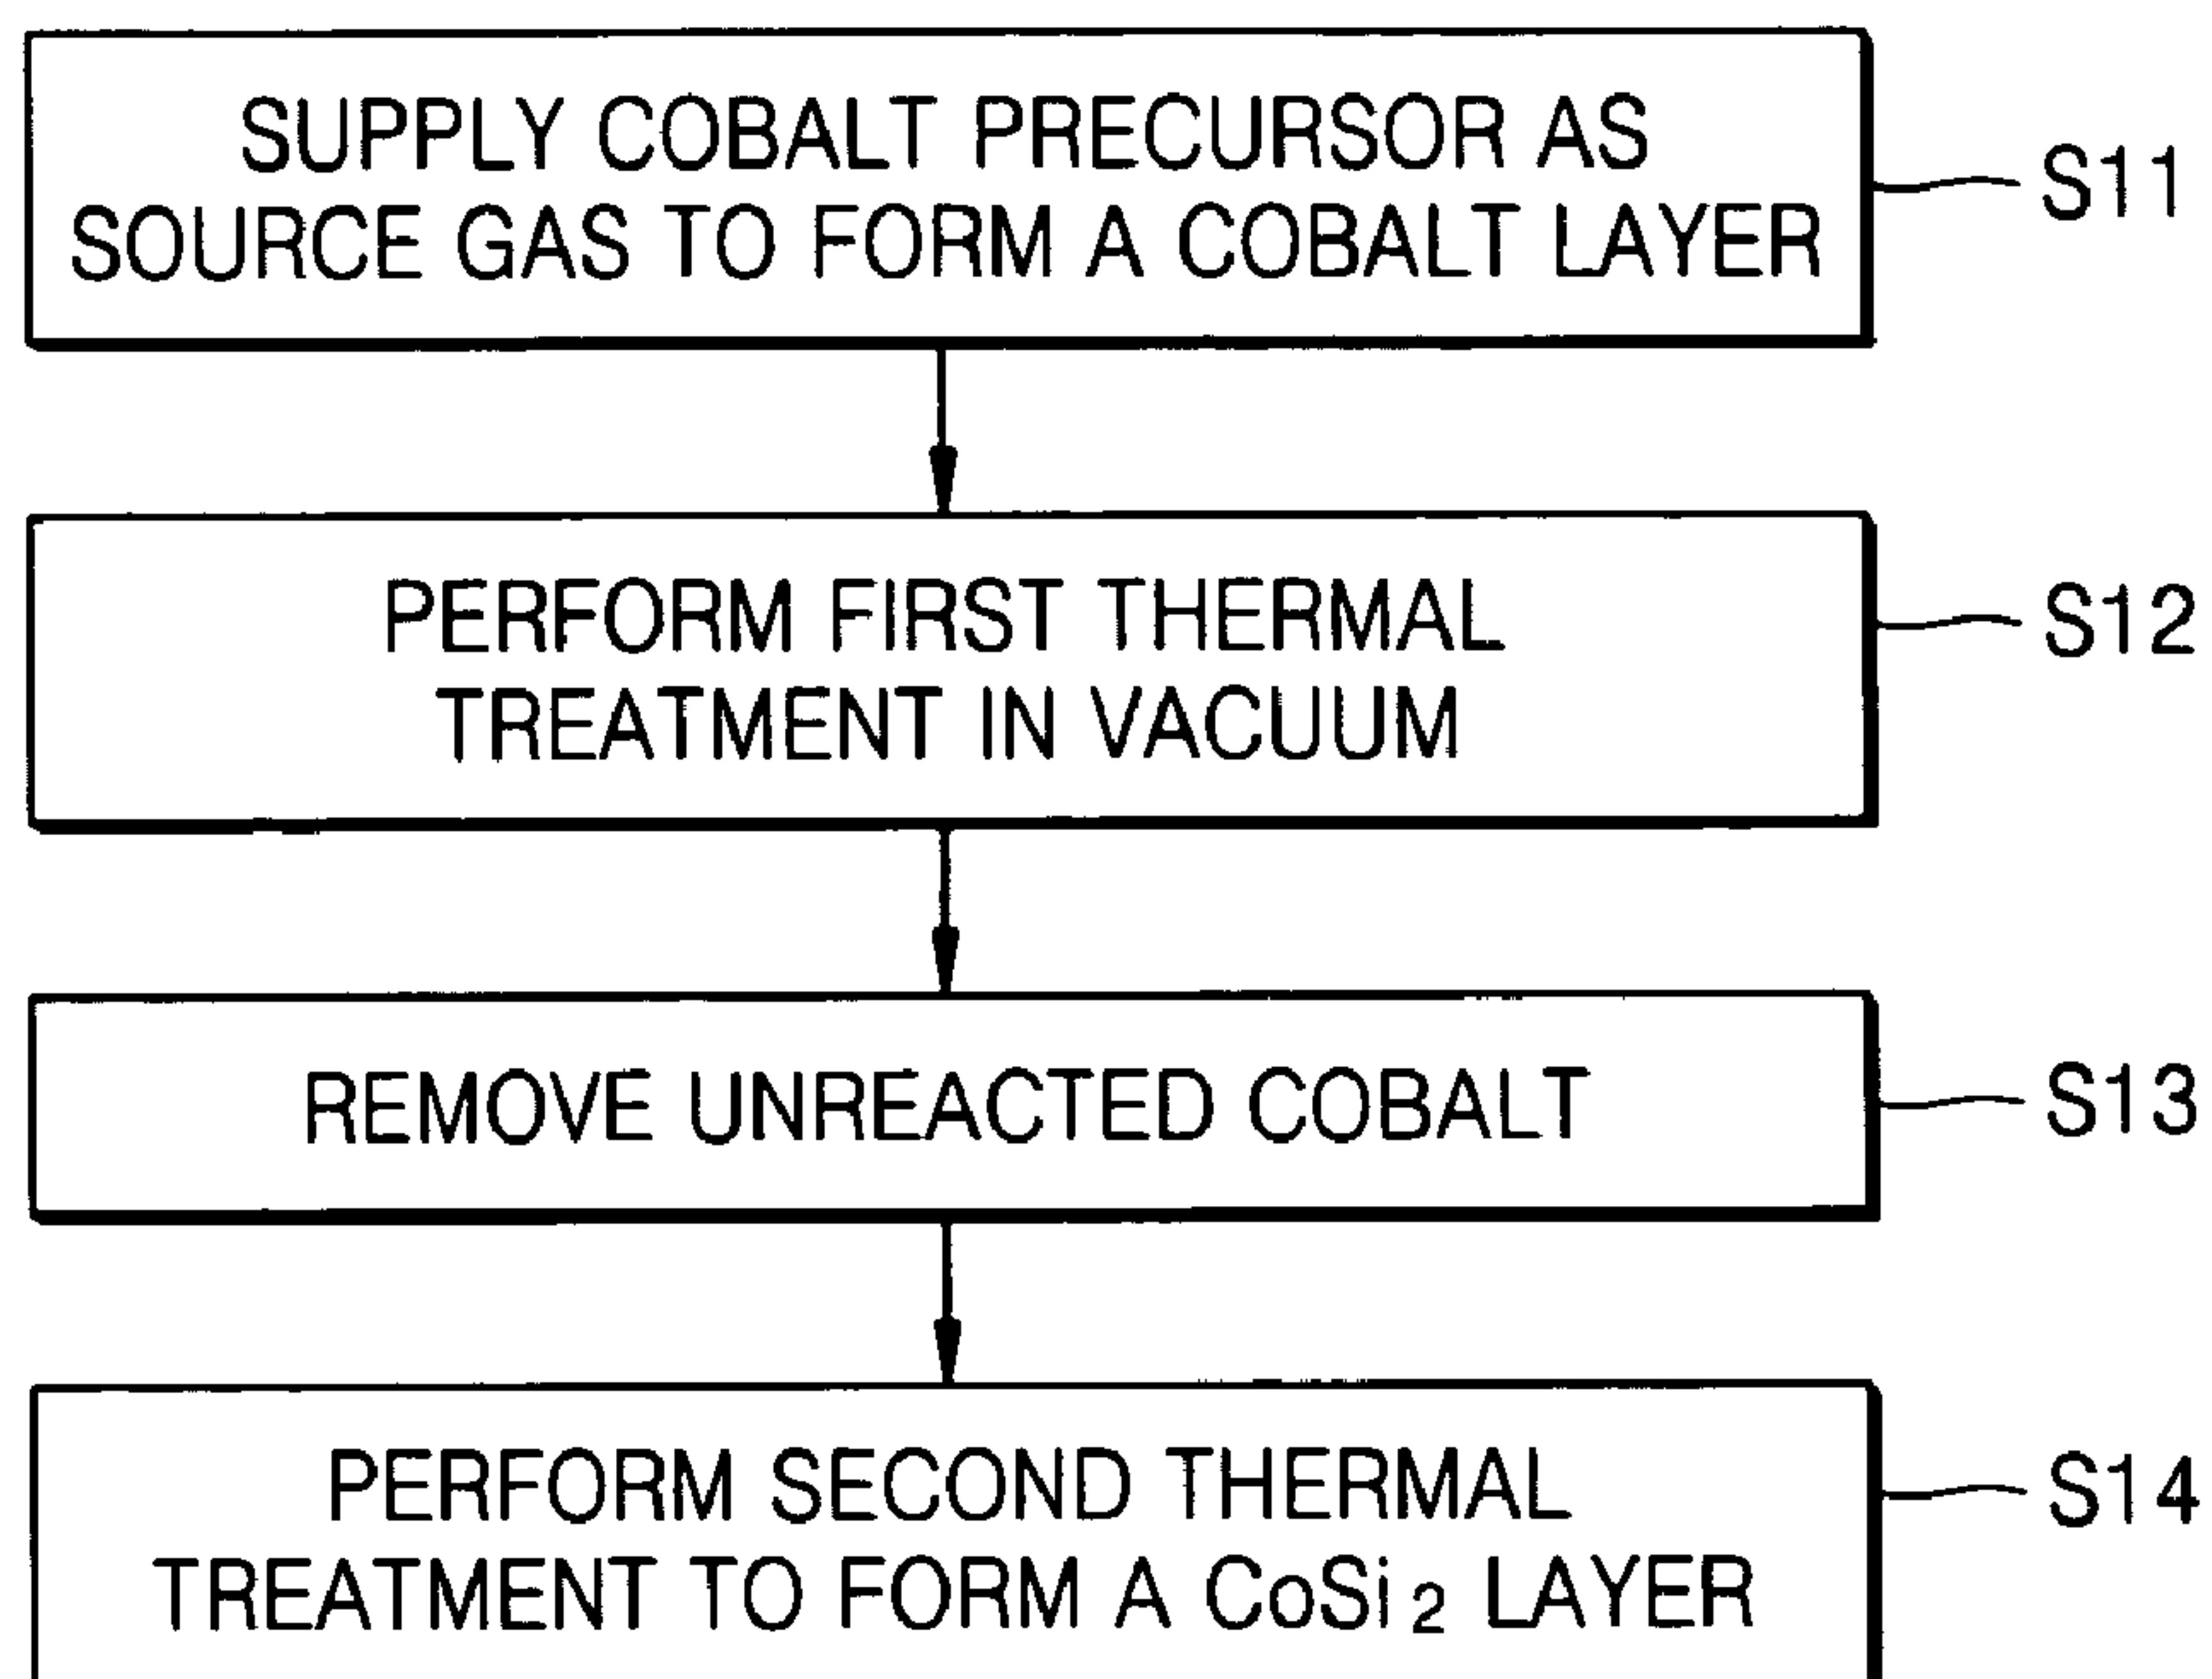 SUPPLY COBALT PRECURSOR AS
SOURCE GAS TO FORM A COBALT LAYER
S11
PERFORM FIRST THERMAL
TREATMENT IN VACUUM
S12
REMOVE UNREACTED COBALT
S13
PERFORM SECOND THERMAL
TREATMENT TO FORM A CoSi2 LAYER
S14